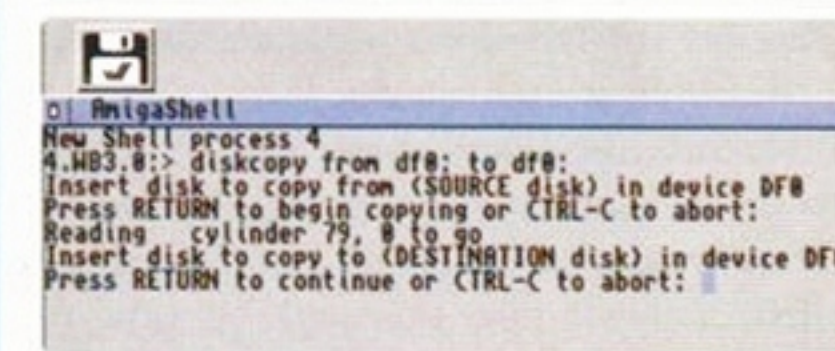 AmigaShell
New Shell process 4
4.WB3.0:> diskcopy from df0: to df0:
Insert disk to copy from (SOURCE disk) in device DF0
Press RETURN to begin copying or CTRL-C to abort:
Reading cylinder 79, 0 to go
Insert disk to copy to (DESTINATION disk) in device DF0
Press RETURN to continue or CTRL-C to abort: